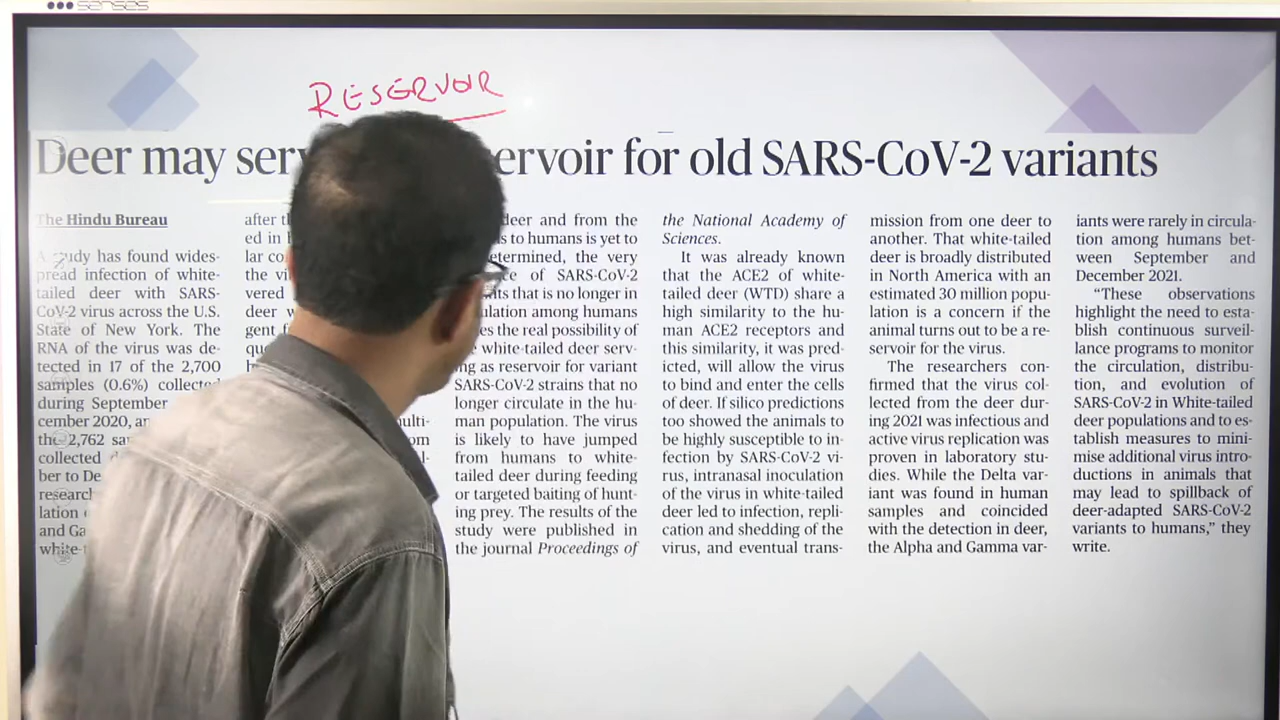 senses
RESERVOIR
Deer may ser ervoir for old SARS-CoV-2 variants
The Hindu Bureau
A study has found wides-
pread infection of white-
tailed deer with SARS-
CoV-2 virus across the U.S.
State of New York. The
RNA of the virus was de-
tected in 17 of the 2,700
samples (0.6%) collected
during September
cember 2020, an
the 2,762 sa
collected
ber to De
research
lation
and Ga
white-t
after t
ed in
lar co
the vi
vered
deer w
gent f
que
multi-
om
deer and from the
s to humans is yet to
etermined, the very
ce of SARS-CoV-2
nts that is no longer in
ulation among humans
es the real possibility of
white-tailed deer serv-
ing as reservoir for variant
SARS-CoV-2 strains that no
longer circulate in the hu-
man population. The virus
is likely to have jumped
from humans to white-
tailed deer during feeding
or targeted baiting of hunt-
ing prey. The results of the
study were published in
the journal Proceedings of
the National Academy of
Sciences.
It was already known
that the ACE2 of white-
tailed deer (WTD) share a
high similarity to the hu-
man ACE2 receptors and
this similarity, it was pred-
icted, will allow the virus
to bind and enter the cells
of deer. If silico predictions
too showed the animals to
be highly susceptible to in-
fection by SARS-CoV-2 vi-
rus, intranasal inoculation
of the virus in white-tailed
deer led to infection, repli-
cation and shedding of the
virus, and eventual trans-
mission from one deer to
another. That white-tailed
deer is broadly distributed
in North America with an
estimated 30 million popu-
lation is a concern if the
animal turns out to be a re-
servoir for the virus.
The researchers con-
firmed that the virus col-
lected from the deer dur-
ing 2021 was infectious and
active virus replication was
proven in laboratory stu-
dies. While the Delta var-
iant was found in human
samples and coincided
with the detection in deer,
the Alpha and Gamma var-
iants were rarely in circula-
tion among humans bet-
ween September and
December 2021.
“These observations
highlight the need to esta-
blish continuous surveil-
lance programs to monitor
the circulation, distribu-
tion, and evolution of
SARS-CoV-2 in White-tailed
deer populations and to es-
tablish measures to mini-
mise additional virus intro-
ductions in animals that
may lead to spillback of
deer-adapted SARS-CoV-2
variants to humans,” they
write.